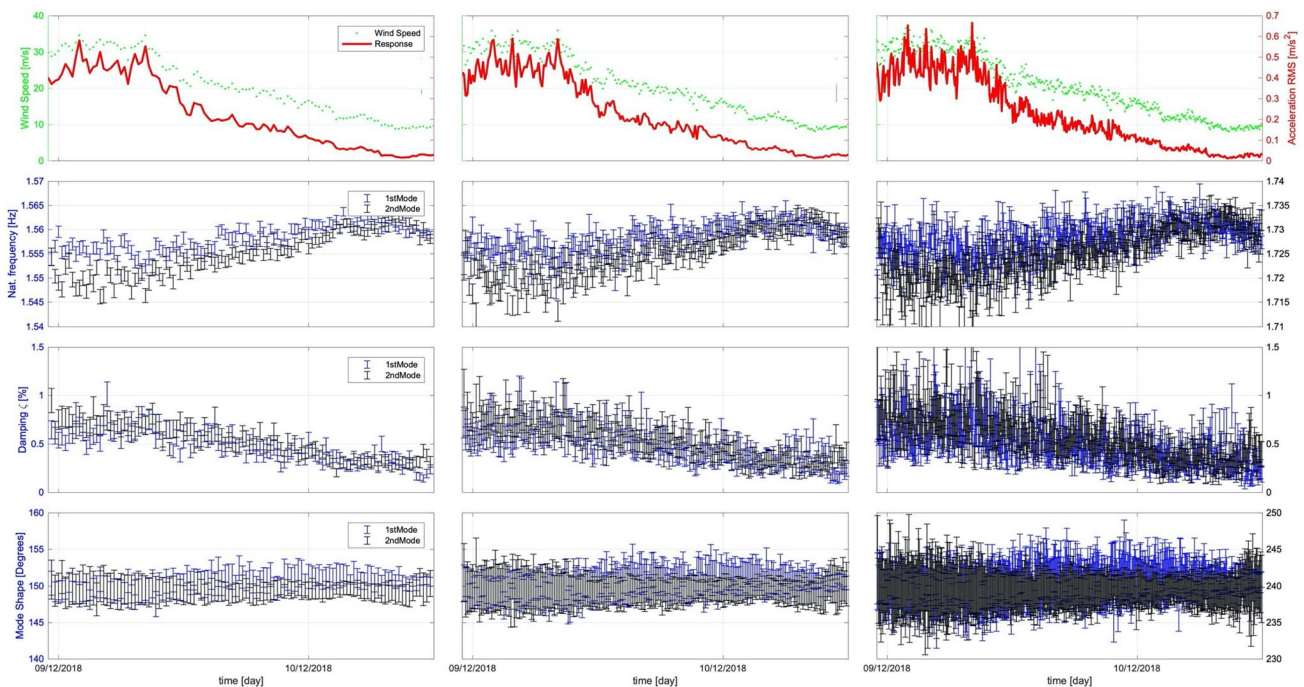 40
30
20
10
0
Wind Speed [m/s]
Wind Speed
Response
Wind Speed
Response
0.7
0.6
0.5
0.4
0.3
0.2
0.1
0
Acceleration RMS [m/s²]
1.57
1.565
1.56
1.555
1.55
1.545
1.54
Nat. frequency [Hz]
1stMode
2ndMode
1.74
1.735
1.73
1.725
1.72
1.715
1.71
1.5
1
0.5
0
Damping ζ [%]
1stMode
2ndMode
1.5
1
0.5
0
160
155
150
145
140
Mode Shape [Degrees]
1stMode
2ndMode
250
245
240
235
230
09/12/2018 10/12/2018 09/12/2018 10/12/2018 09/12/2018 10/12/2018
time [day] time [day] time [day]